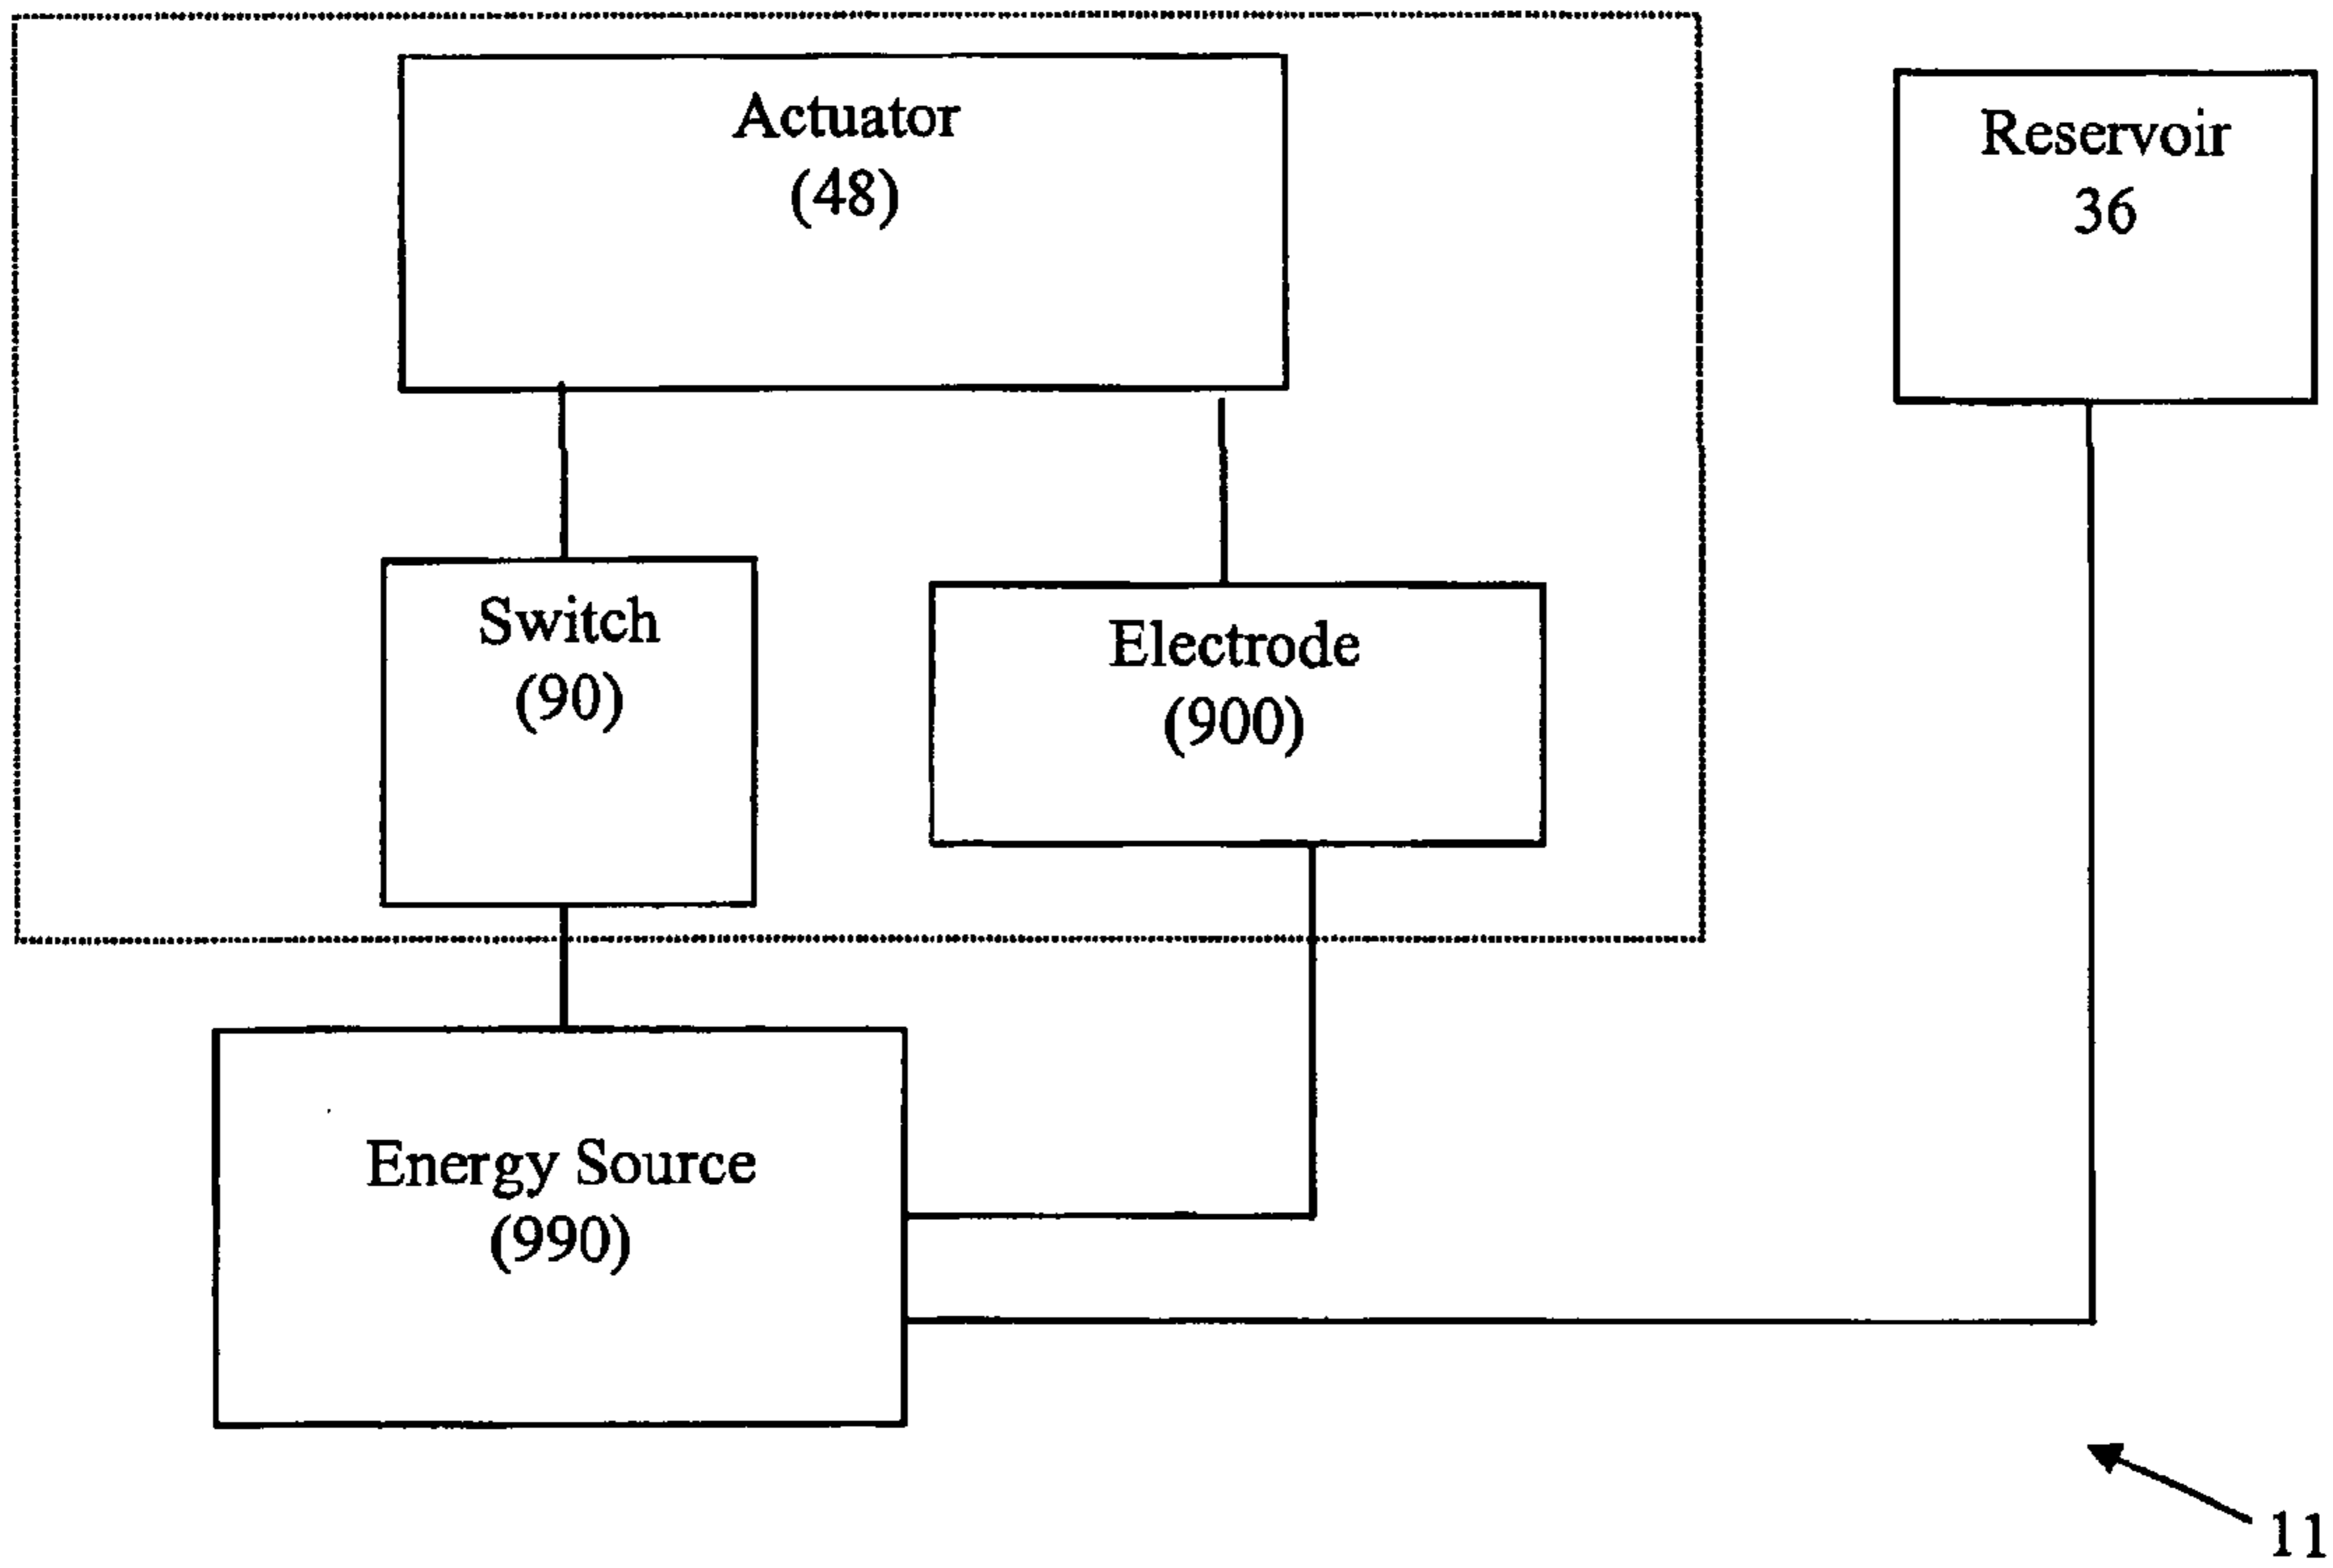 Actuator
(48)
Reservoir
36
Switch
(90)
Electrode
(900)
Energy Source
(990)
11